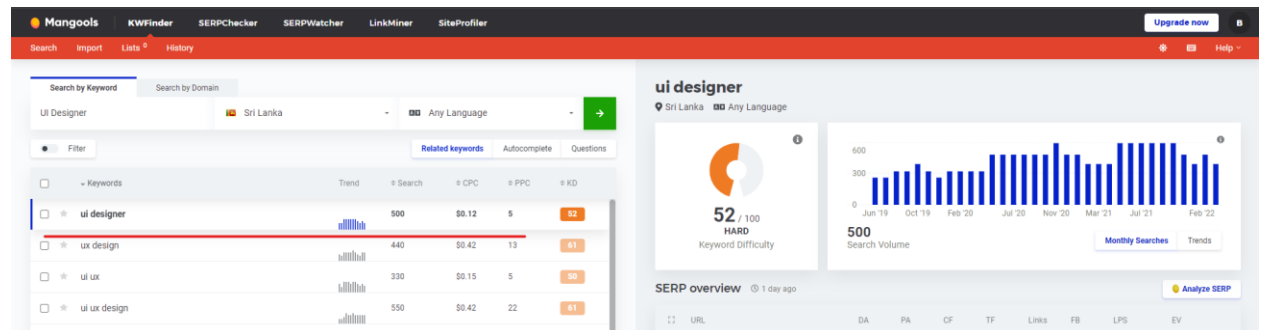 Mangools KWFinder SERPChecker SERPWatcher LinkMiner SiteProfiler Upgrade now B
Search Import Lists 0 History Help
Search by Keyword Search by Domain
UI Designer Sri Lanka Any Language
Filter Related keywords Autocomplete Questions
Keywords Trend Search CPC PPC KD
ui designer 500 $0.12 5 52
ux design 440 $0.42 13 61
ui ux 330 $0.15 5 50
ui ux design 550 $0.42 22 61
ui designer
Sri Lanka Any Language
52 / 100
HARD
Keyword Difficulty
600
300
0
Jun '19 Oct '19 Feb '20 Jul '20 Nov '20 Mar '21 Jul '21 Feb '22
500
Search Volume
Monthly Searches Trends
SERP overview 1 day ago Analyze SERP
URL DA PA CF TF Links FB LPS EV